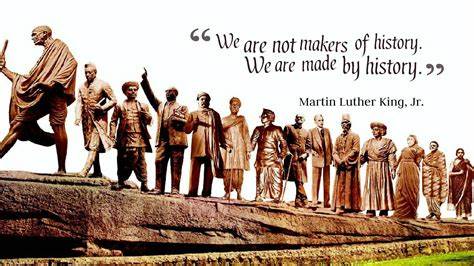 “We are not makers of history.
We are made by history.”
Martin Luther King, Jr.